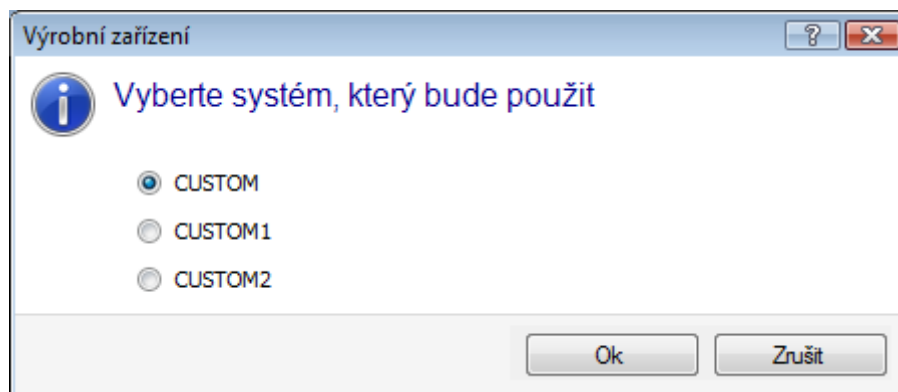 Výrobní zařízení
Vyberte systém, který bude použit
CUSTOM
CUSTOM1
CUSTOM2
Ok
Zrušit